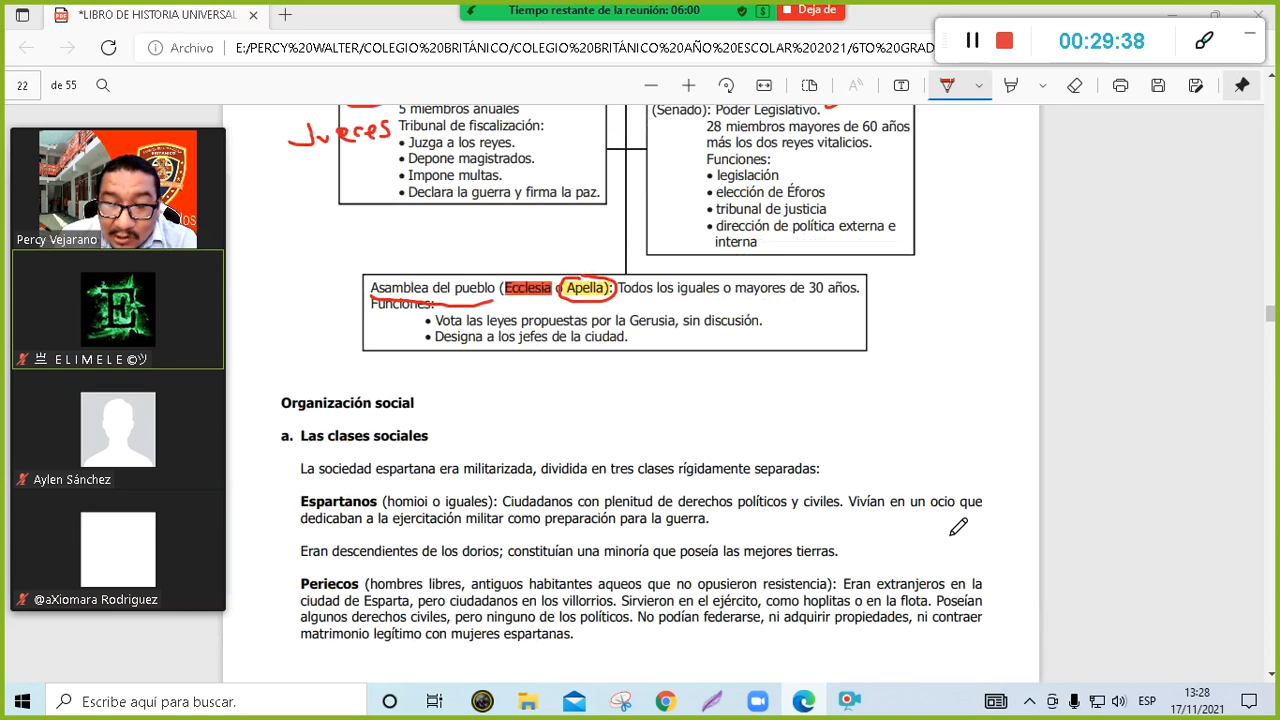 *LIBRO DE HISTORIA UNIVERSAL
Tiempo restante de la reunión: 06:00
Deja de
Archivo
E:/PERCY%20WALTER/COLEGIO%20BRITÁNICO/COLEGIO%20BRITÁNICO%20AÑO%20ESCOLAR%202021/6TO%20GRAD
00:29:38
22
de 55
5 miembros anuales
Jueces
Tribunal de fiscalización:
• Juzga a los reyes.
• Depone magistrados.
• Impone multas.
• Declara la guerra y firma la paz.
(Senado): Poder Legislativo.
28 miembros mayores de 60 años
más los dos reyes vitalicios.
Funciones:
• legislación
• elección de Éforos
• tribunal de justicia
• dirección de política externa e
interna
Asamblea del pueblo (Ecclesia o Apella): Todos los iguales o mayores de 30 años.
Funciones:
• Vota las leyes propuestas por la Gerusia, sin discusión.
• Designa a los jefes de la ciudad.
Organización social
a. Las clases sociales
La sociedad espartana era militarizada, dividida en tres clases rígidamente separadas:
Espartanos (homioi o iguales): Ciudadanos con plenitud de derechos políticos y civiles. Vivían en un ocio que
dedicaban a la ejercitación militar como preparación para la guerra.
Eran descendientes de los dorios; constituían una minoría que poseía las mejores tierras.
Periecos (hombres libres, antiguos habitantes aqueos que no opusieron resistencia): Eran extranjeros en la
ciudad de Esparta, pero ciudadanos en los villorrios. Sirvieron en el ejército, como hoplitas o en la flota. Poseían
algunos derechos civiles, pero ninguno de los políticos. No podían federarse, ni adquirir propiedades, ni contraer
matrimonio legítimo con mujeres espartanas.
Percy Vejarano
E
E L I M E L E ©ツ
Aylen Sánchez
@aXiomara Rodriguez
Escribe aquí para buscar.
ESP
13:28
17/11/2021